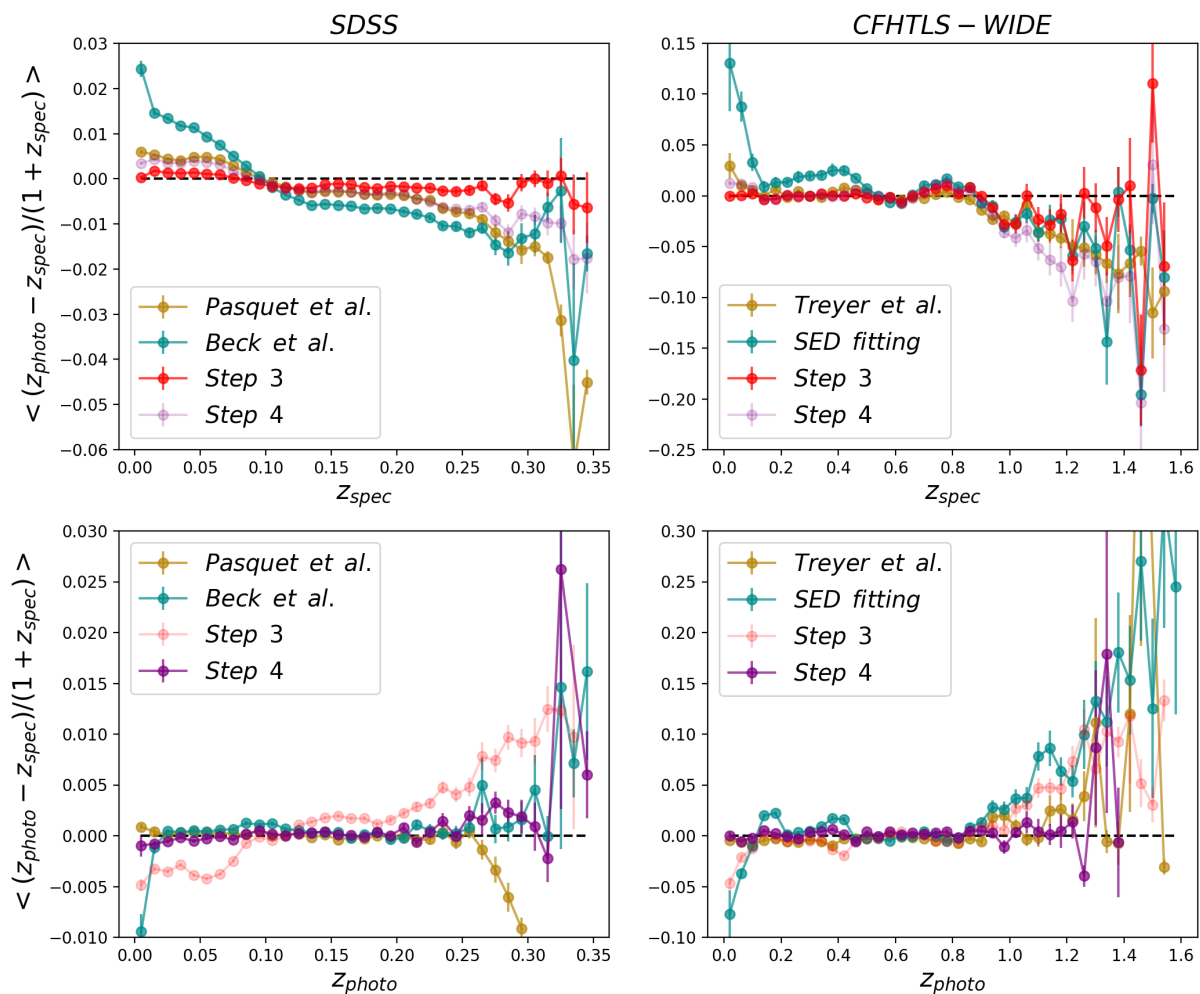 SDSS
CFHTLS − WIDE
0.03
0.02
0.01
0.00
−0.01
−0.02
−0.03
−0.04
−0.05
−0.06
< (z_photo − z_spec)/(1 + z_spec) >
Pasquet et al.
Beck et al.
Step 3
Step 4
0.00 0.05 0.10 0.15 0.20 0.25 0.30 0.35
z_spec
0.15
0.10
0.05
0.00
−0.05
−0.10
−0.15
−0.20
−0.25
Treyer et al.
SED fitting
Step 3
Step 4
0.0 0.2 0.4 0.6 0.8 1.0 1.2 1.4 1.6
z_spec
0.030
0.025
0.020
0.015
0.010
0.005
0.000
−0.005
−0.010
< (z_photo − z_spec)/(1 + z_spec) >
Pasquet et al.
Beck et al.
Step 3
Step 4
0.00 0.05 0.10 0.15 0.20 0.25 0.30 0.35
z_photo
0.30
0.25
0.20
0.15
0.10
0.05
0.00
−0.05
−0.10
Treyer et al.
SED fitting
Step 3
Step 4
0.0 0.2 0.4 0.6 0.8 1.0 1.2 1.4 1.6
z_photo